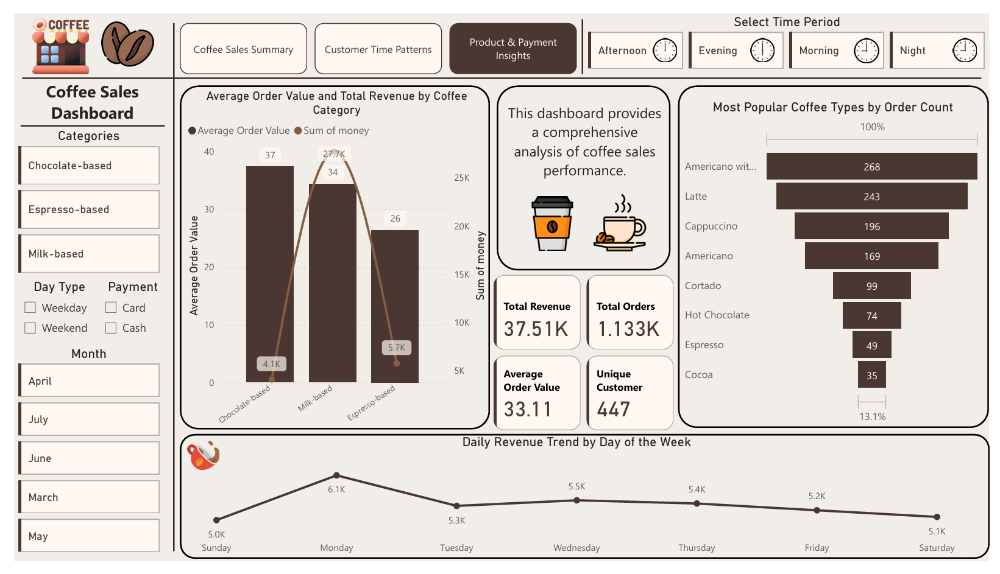 COFFEE
Coffee Sales Summary
Customer Time Patterns
Product & Payment
Insights
Select Time Period
Afternoon
Evening
Morning
Night
Coffee Sales
Dashboard
Categories
Chocolate-based
Espresso-based
Milk-based
Day Type
Payment
Weekday
Card
Weekend
Cash
Month
April
July
June
March
May
Average Order Value and Total Revenue by Coffee
Category
Average Order Value
Sum of money
Average Order Value
40
30
20
10
0
37
27.7K
34
26
4.1K
5.7K
25K
20K
15K
10K
5K
Sum of money
Chocolate-based
Milk-based
Espresso-based
This dashboard provides
a comprehensive
analysis of coffee sales
performance.
Total Revenue
37.51K
Total Orders
1.133K
Average
Order Value
33.11
Unique
Customer
447
Most Popular Coffee Types by Order Count
100%
Americano wit... 268
Latte 243
Cappuccino 196
Americano 169
Cortado 99
Hot Chocolate 74
Espresso 49
Cocoa 35
13.1%
Daily Revenue Trend by Day of the Week
5.0K
6.1K
5.3K
5.5K
5.4K
5.2K
5.1K
Sunday
Monday
Tuesday
Wednesday
Thursday
Friday
Saturday